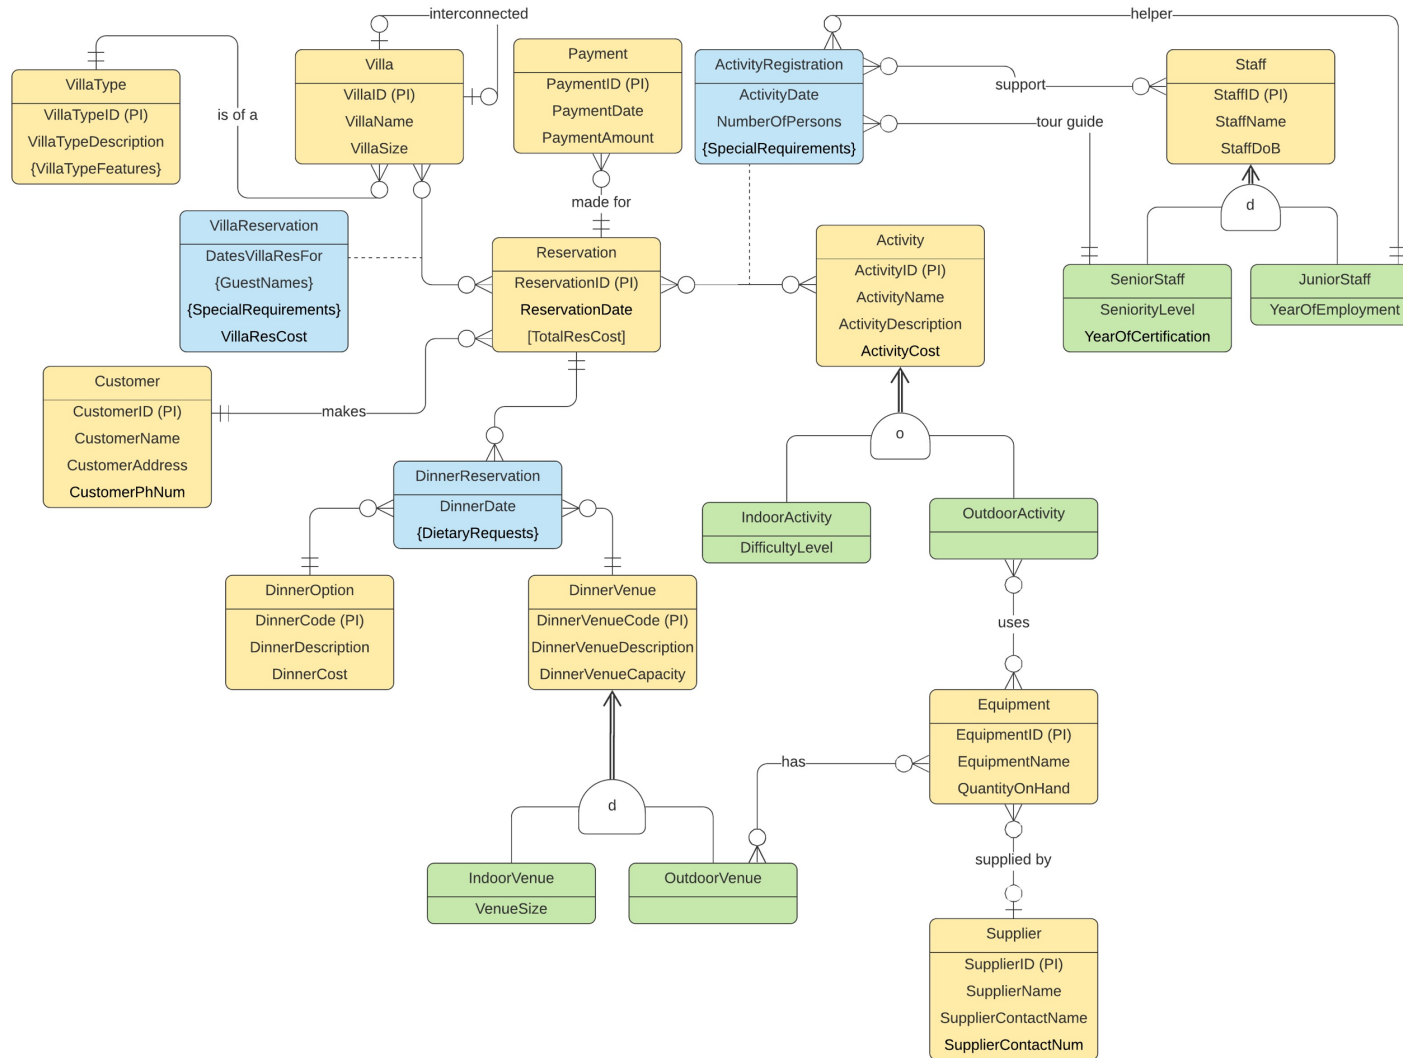 interconnected
helper
VillaType
VillaTypeID (PI)
VillaTypeDescription
{VillaTypeFeatures}
is of a
Villa
VillaID (PI)
VillaName
VillaSize
Payment
PaymentID (PI)
PaymentDate
PaymentAmount
made for
ActivityRegistration
ActivityDate
NumberOfPersons
{SpecialRequirements}
support
tour guide
Staff
StaffID (PI)
StaffName
StaffDoB
d
VillaReservation
DatesVillaResFor
{GuestNames}
{SpecialRequirements}
VillaResCost
Reservation
ReservationID (PI)
ReservationDate
[TotalResCost]
Activity
ActivityID (PI)
ActivityName
ActivityDescription
ActivityCost
SeniorStaff
SeniorityLevel
YearOfCertification
JuniorStaff
YearOfEmployment
Customer
CustomerID (PI)
CustomerName
CustomerAddress
CustomerPhNum
makes
o
DinnerReservation
DinnerDate
{DietaryRequests}
IndoorActivity
DifficultyLevel
OutdoorActivity
DinnerOption
DinnerCode (PI)
DinnerDescription
DinnerCost
DinnerVenue
DinnerVenueCode (PI)
DinnerVenueDescription
DinnerVenueCapacity
uses
Equipment
EquipmentID (PI)
EquipmentName
QuantityOnHand
has
d
IndoorVenue
VenueSize
OutdoorVenue
supplied by
Supplier
SupplierID (PI)
SupplierName
SupplierContactName
SupplierContactNum